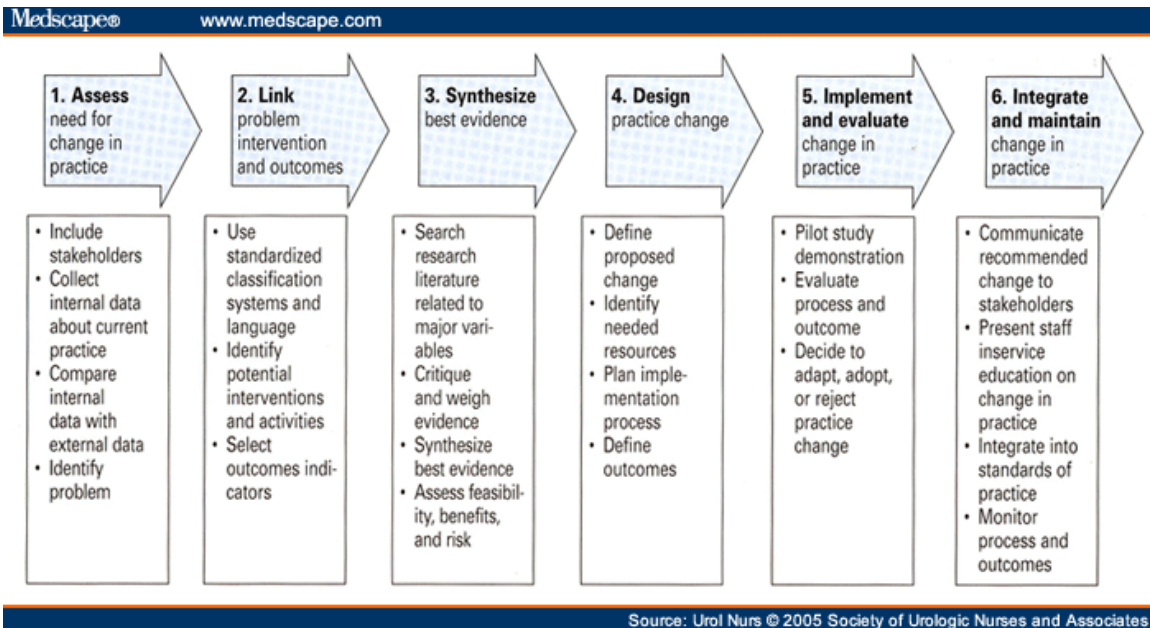 Medscape® www.medscape.com
1. Assess
need for
change in
practice
2. Link
problem
intervention
and outcomes
3. Synthesize
best evidence
4. Design
practice change
5. Implement
and evaluate
change in
practice
6. Integrate
and maintain
change in
practice
• Include
stakeholders
• Collect
internal data
about current
practice
• Compare
internal
data with
external data
• Identify
problem
• Use
standardized
classification
systems and
language
• Identify
potential
interventions
and activities
• Select
outcomes indi-
cators
• Search
research
literature
related to
major vari-
ables
• Critique
and weigh
evidence
• Synthesize
best evidence
• Assess feasibil-
ity, benefits,
and risk
• Define
proposed
change
• Identify
needed
resources
• Plan imple-
mentation
process
• Define
outcomes
• Pilot study
demonstration
• Evaluate
process and
outcome
• Decide to
adapt, adopt,
or reject
practice
change
• Communicate
recommended
change to
stakeholders
• Present staff
inservice
education on
change in
practice
• Integrate into
standards of
practice
• Monitor
process and
outcomes
Source: Urol Nurs © 2005 Society of Urologic Nurses and Associates